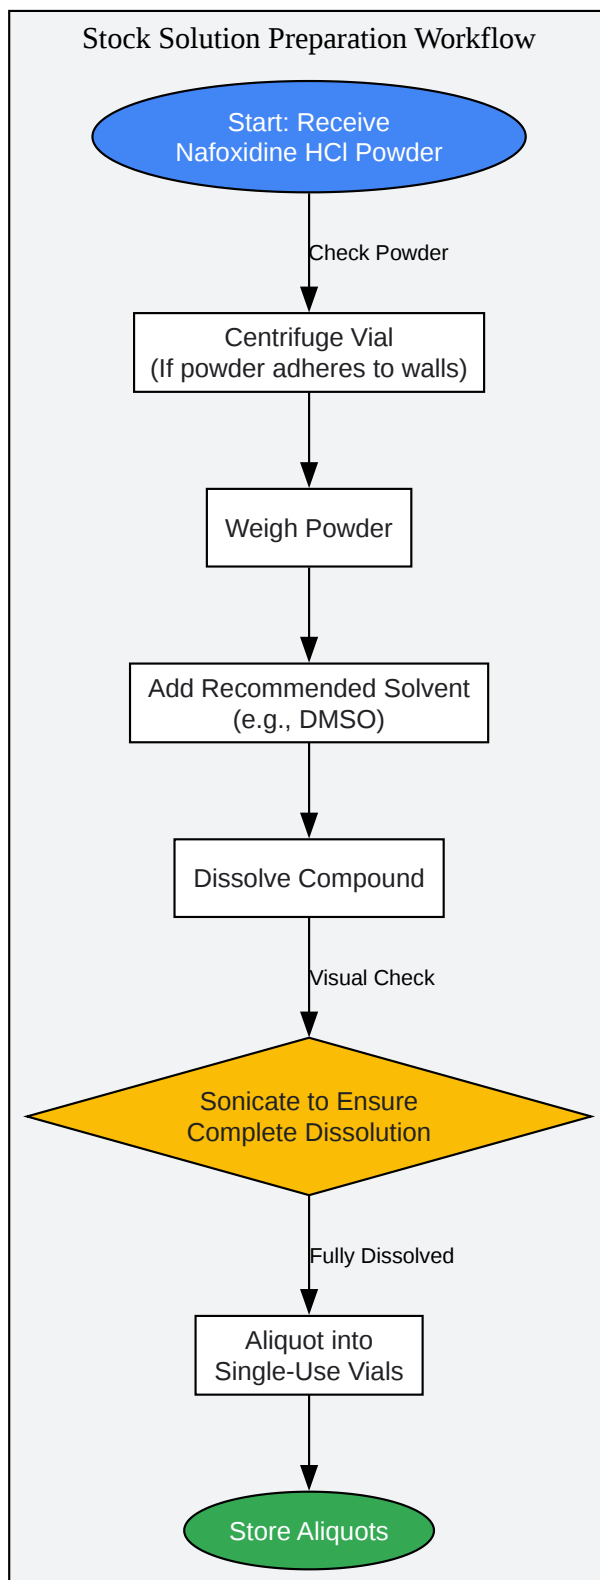 Stock Solution Preparation Workflow
Start: Receive
Nafoxidine HCl Powder
Check Powder
Centrifuge Vial
(If powder adheres to walls)
Weigh Powder
Add Recommended Solvent
(e.g., DMSO)
Dissolve Compound
Visual Check
Sonicate to Ensure
Complete Dissolution
Fully Dissolved
Aliquot into
Single-Use Vials
Store Aliquots